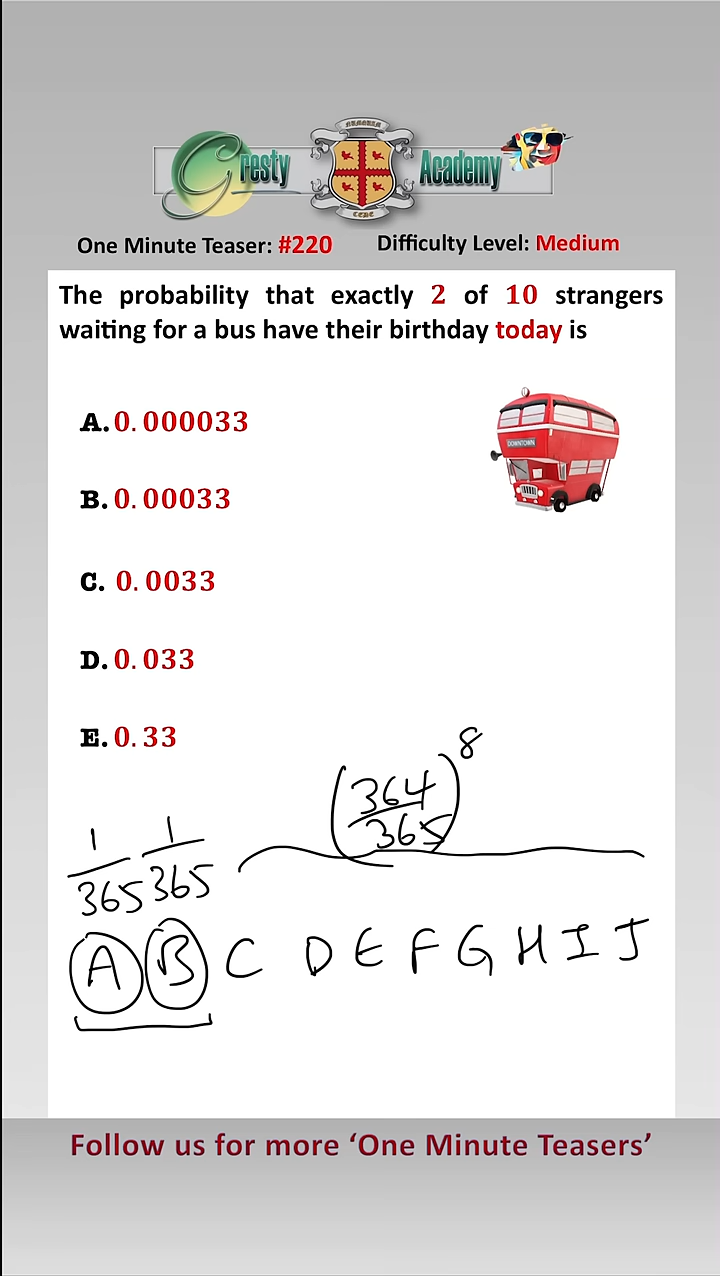 Gresty Academy
MEMORIAM
CEDE
One Minute Teaser: #220 Difficulty Level: Medium
The probability that exactly 2 of 10 strangers
waiting for a bus have their birthday today is
A. 0.000033
DOWNTOWN
B. 0.00033
C. 0.0033
D. 0.033
E. 0.33
(364/365)^8
1/365 1/365
A B C D E F G H I J
Follow us for more ‘One Minute Teasers’